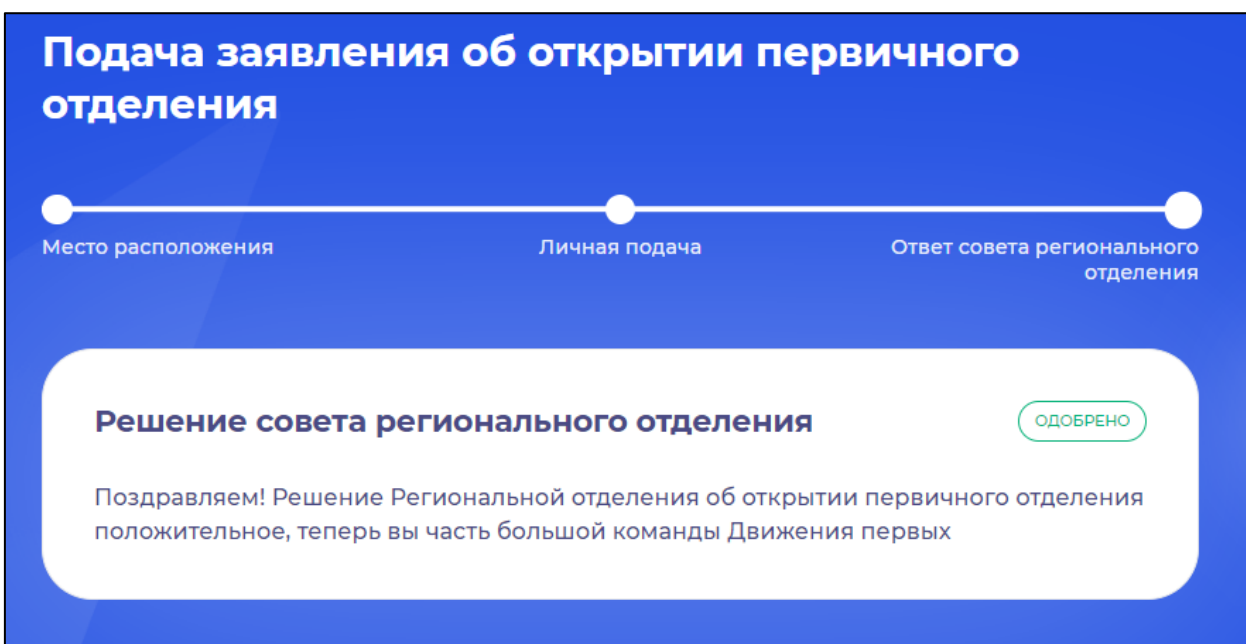 Подача заявления об открытии первичного
отделения
Место расположения
Личная подача
Ответ совета регионального
отделения
Решение совета регионального отделения
ОДОБРЕНО
Поздравляем! Решение Региональной отделения об открытии первичного отделения
положительное, теперь вы часть большой команды Движения первых